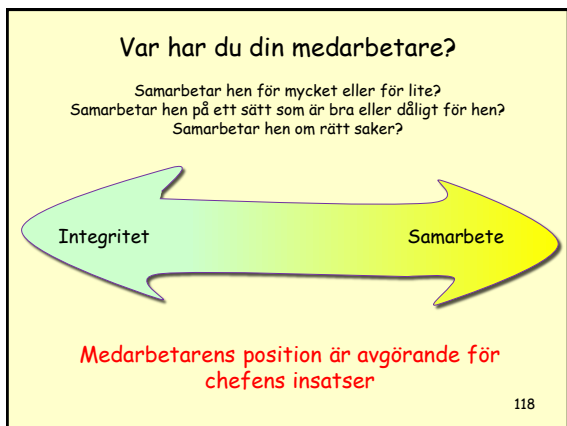 Var har du din medarbetare?
Samarbetar hen för mycket eller för lite?
Samarbetar hen på ett sätt som är bra eller dåligt för hen?
Samarbetar hen om rätt saker?
Integritet
Samarbete
Medarbetarens position är avgörande för
chefens insatser
118